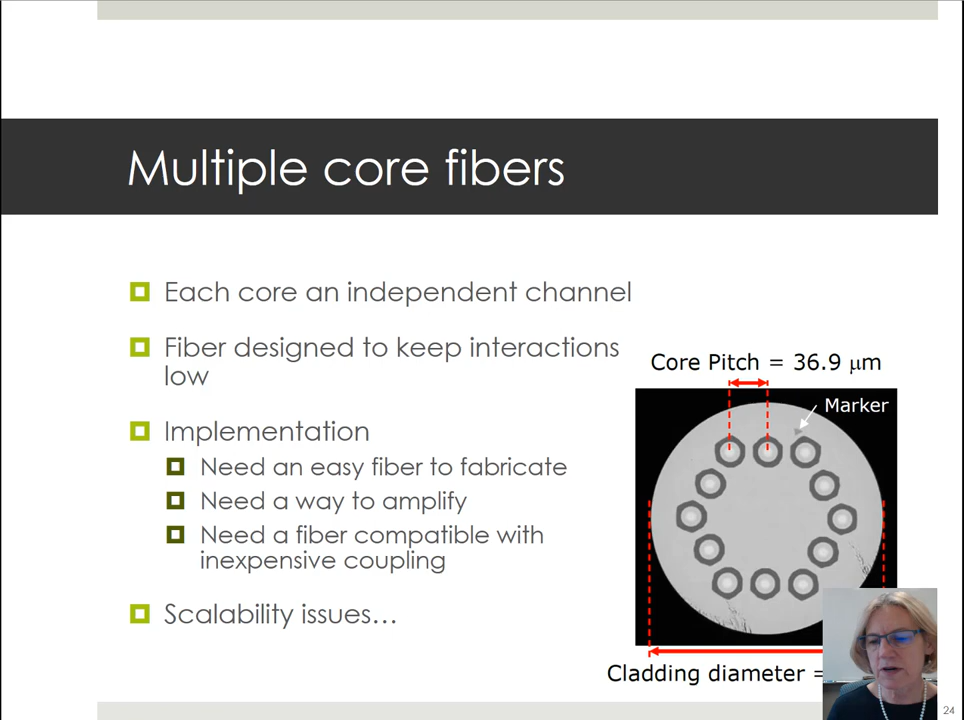 Multiple core fibers
Each core an independent channel
Fiber designed to keep interactions
low
Core Pitch = 36.9 µm
Marker
Implementation
Need an easy fiber to fabricate
Need a way to amplify
Need a fiber compatible with
inexpensive coupling
Scalability issues...
Cladding diameter =
24